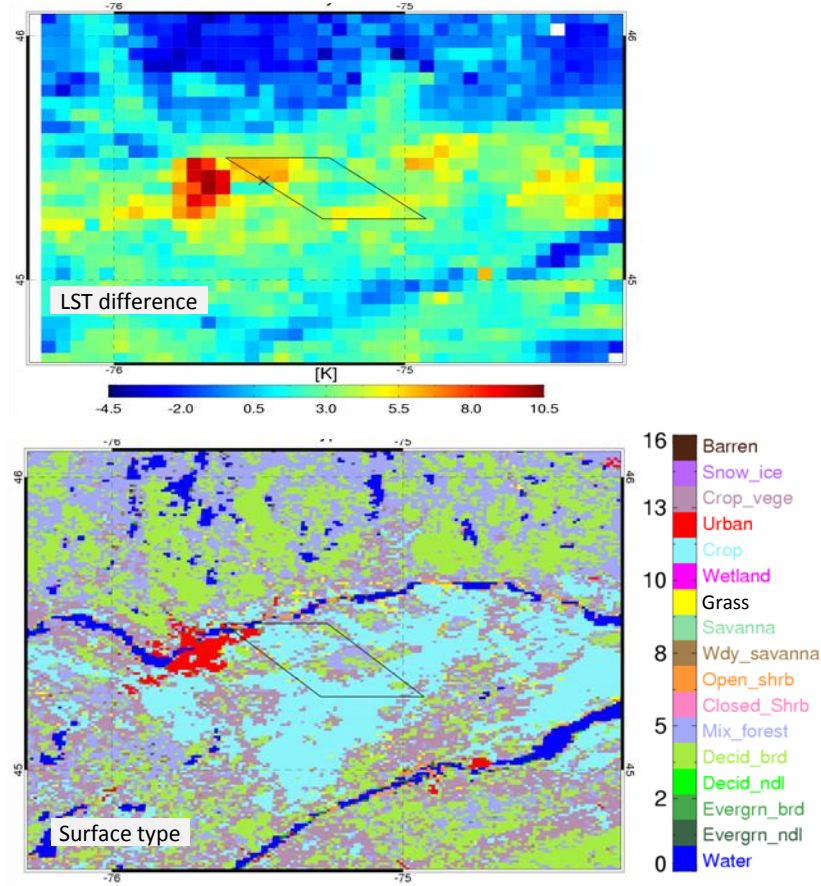 -76 -75
46 46
45 45
LST difference
-76 -75
[K]
-4.5 -2.0 0.5 3.0 5.5 8.0 10.5
-76 -75
46 46
45 45
Surface type
-76 -75
16 Barren
Snow_ice
13 Crop_vege
Urban
Crop
10 Wetland
Grass
Savanna
8 Wdy_savanna
Open_shrb
Closed_Shrb
5 Mix_forest
Decid_brd
Decid_ndl
2 Evergrn_brd
Evergrn_ndl
0 Water